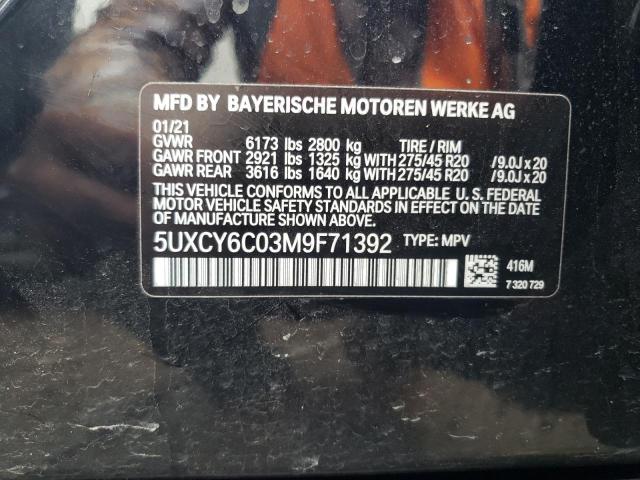 MFD BY BAYERISCHE MOTOREN WERKE AG
01/21
GVWR 6173 lbs 2800 kg TIRE / RIM
GAWR FRONT 2921 lbs 1325 kg WITH 275/45 R20 /9.0J x 20
GAWR REAR 3616 lbs 1640 kg WITH 275/45 R20 /9.0J x 20
THIS VEHICLE CONFORMS TO ALL APPLICABLE U. S. FEDERAL
MOTOR VEHICLE SAFETY STANDARDS IN EFFECT ON THE
DATE OF MANUFACTURE SHOWN ABOVE.
5UXCY6C03M9F71392 TYPE: MPV
416M
7 320 729